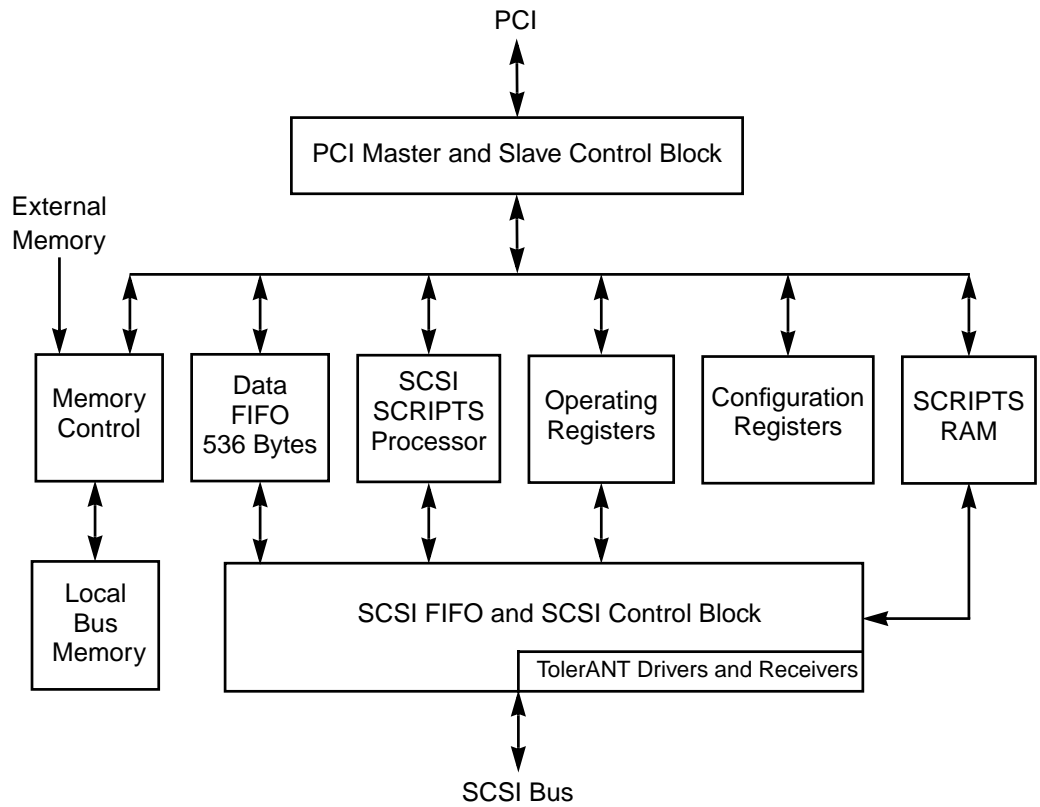 PCI
PCI Master and Slave Control Block
External
Memory
Memory
Control
Data
FIFO
536 Bytes
SCSI
SCRIPTS
Processor
Operating
Registers
Configuration
Registers
SCRIPTS
RAM
Local
Bus
Memory
SCSI FIFO and SCSI Control Block
TolerANT Drivers and Receivers
SCSI Bus